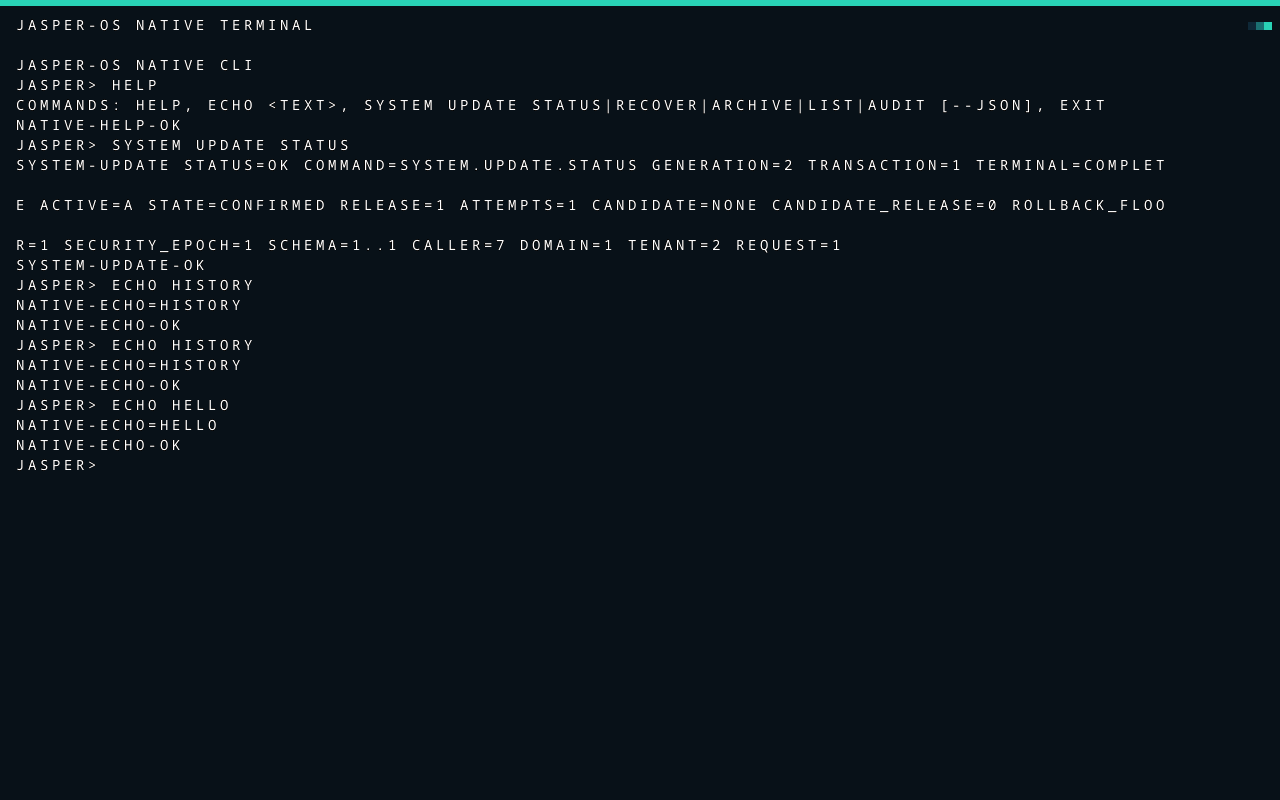 JASPER-OS NATIVE TERMINAL
JASPER-OS NATIVE CLI
JASPER> HELP
COMMANDS: HELP, ECHO <TEXT>, SYSTEM UPDATE STATUS|RECOVER|ARCHIVE|LIST|AUDIT [--JSON], EXIT
NATIVE-HELP-OK
JASPER> SYSTEM UPDATE STATUS
SYSTEM-UPDATE STATUS=OK COMMAND=SYSTEM.UPDATE.STATUS GENERATION=2 TRANSACTION=1 TERMINAL=COMPLET
E ACTIVE=A STATE=CONFIRMED RELEASE=1 ATTEMPTS=1 CANDIDATE=NONE CANDIDATE_RELEASE=0 ROLLBACK_FLOO
R=1 SECURITY_EPOCH=1 SCHEMA=1..1 CALLER=7 DOMAIN=1 TENANT=2 REQUEST=1
SYSTEM-UPDATE-OK
JASPER> ECHO HISTORY
NATIVE-ECHO=HISTORY
NATIVE-ECHO-OK
JASPER> ECHO HISTORY
NATIVE-ECHO=HISTORY
NATIVE-ECHO-OK
JASPER> ECHO HELLO
NATIVE-ECHO=HELLO
NATIVE-ECHO-OK
JASPER>